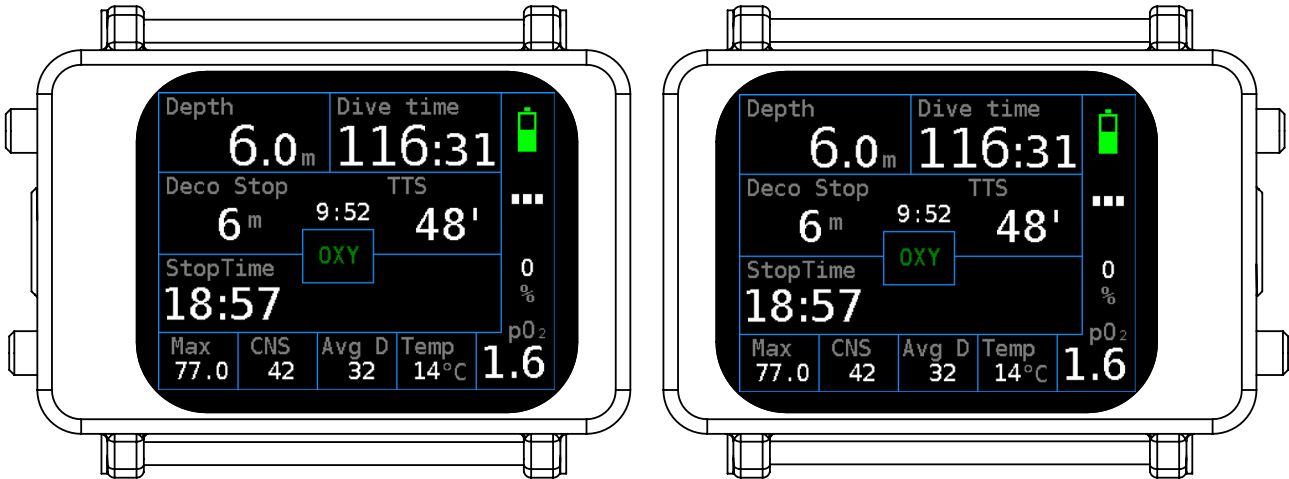 Depth Dive time
6.0m 116:31
Deco Stop TTS
6 m 9:52 48'
OXY
StopTime 0
18:57 %
pO₂
Max CNS Avg D Temp
77.0 42 32 14°C 1.6
Depth Dive time
6.0m 116:31
Deco Stop TTS
6 m 9:52 48'
OXY
StopTime 0
18:57 %
pO₂
Max CNS Avg D Temp
77.0 42 32 14°C 1.6